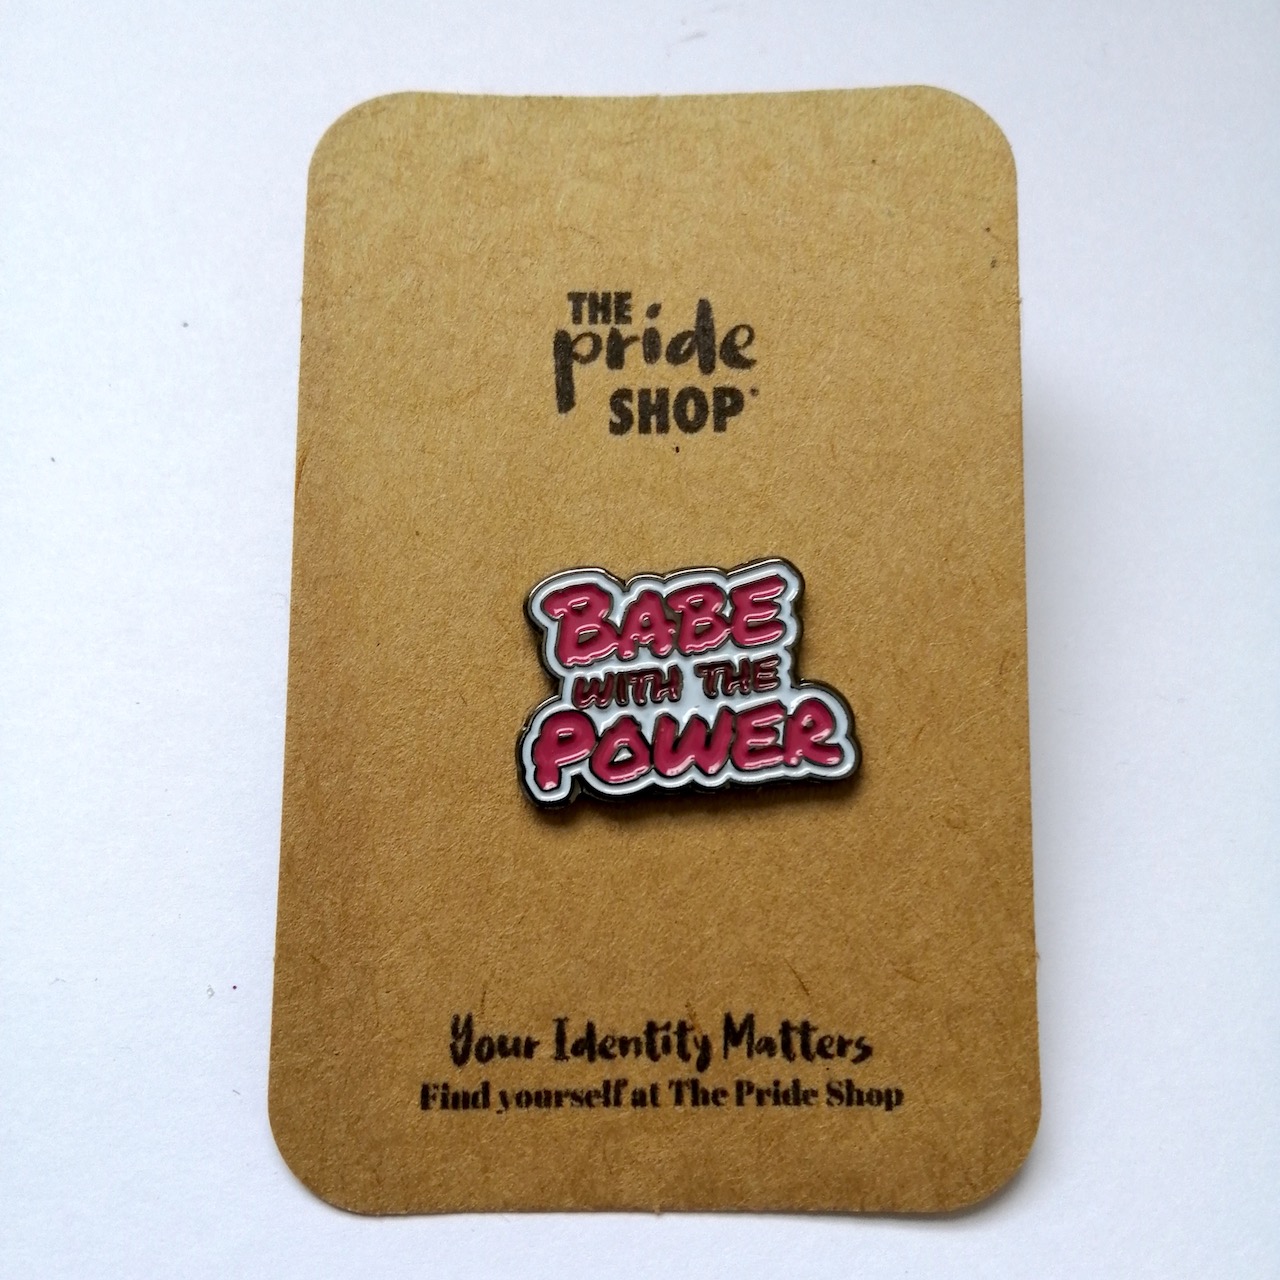 THE
pride
SHOP
BABE
WITH THE
POWER
Your Identity Matters
Find yourself at The Pride Shop